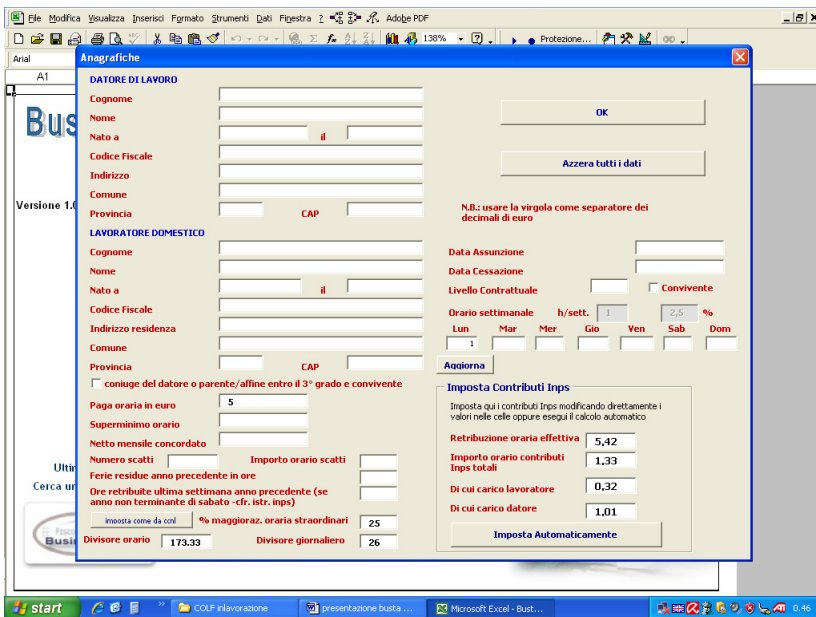 File Modifica Visualizza Inserisci Formato Strumenti Dati Finestra ? Adobe PDF
138% Protezione...
Arial
A1
Anagrafiche
Bus
Versione 1.0
Ultin
Cerca un
Busin
DATORE DI LAVORO
Cognome
Nome
Nato a il
Codice Fiscale
Indirizzo
Comune
Provincia CAP
LAVORATORE DOMESTICO
Cognome
Nome
Nato a il
Codice Fiscale
Indirizzo residenza
Comune
Provincia CAP
coniuge del datore o parente/affine entro il 3° grado e convivente
Paga oraria in euro 5
Superminimo orario
Netto mensile concordato
Numero scatti Importo orario scatti
Ferie residue anno precedente in ore
Ore retribuite ultima settimana anno precedente (se
anno non terminante di sabato -cfr. istr. inps)
imposta come da ccnl % maggioraz. oraria straordinari 25
Divisore orario 173.33 Divisore giornaliero 26
OK
Azzera tutti i dati
N.B.: usare la virgola come separatore dei
decimali di euro
Data Assunzione
Data Cessazione
Livello Contrattuale Convivente
Orario settimanale h/sett. 1 2,5 %
Lun Mar Mer Gio Ven Sab Dom
1
Aggiorna
Imposta Contributi Inps
Imposta qui i contributi Inps modificando direttamente i
valori nelle celle oppure esegui il calcolo automatico
Retribuzione oraria effettiva 5,42
Importo orario contributi
Inps totali 1,33
Di cui carico lavoratore 0,32
Di cui carico datore 1,01
Imposta Automaticamente
start COLF inlavorazione presentazione busta ... Microsoft Excel - Bust... 0.46